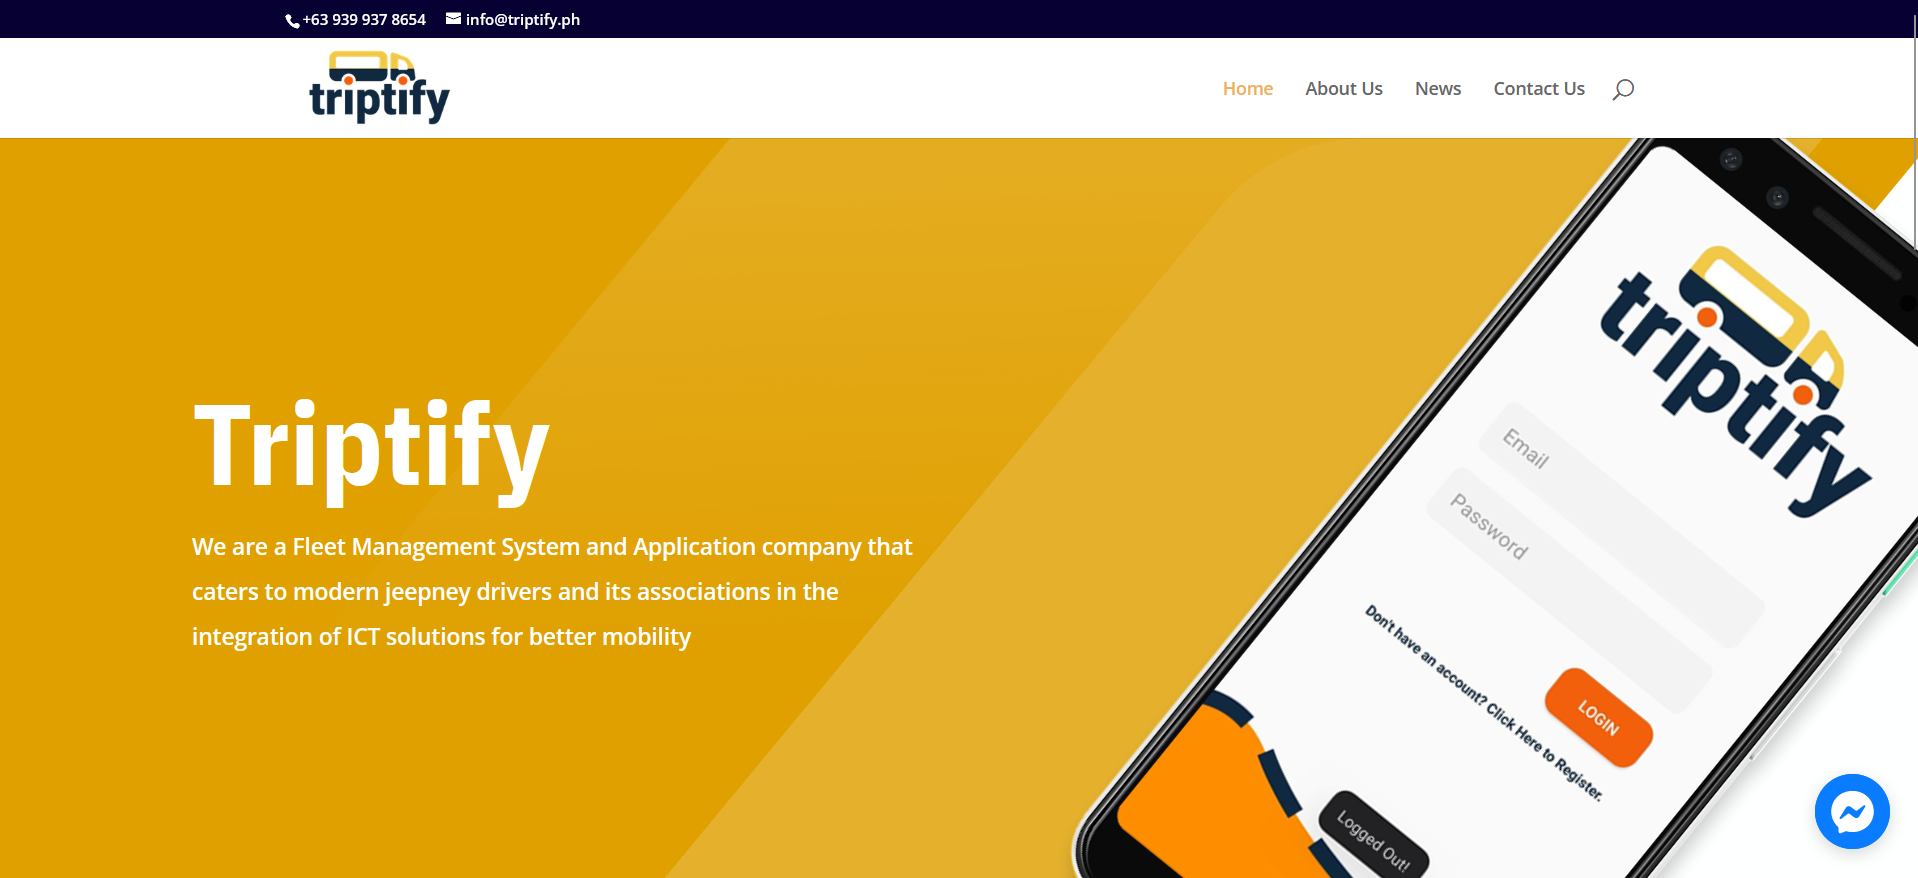 +63 939 937 8654 info@triptify.ph
triptify
Home About Us News Contact Us
Triptify
We are a Fleet Management System and Application company that
caters to modern jeepney drivers and its associations in the
integration of ICT solutions for better mobility
triptify
Email
Password
LOGIN
Don't have an account? Click Here to Register.
Logged Out!